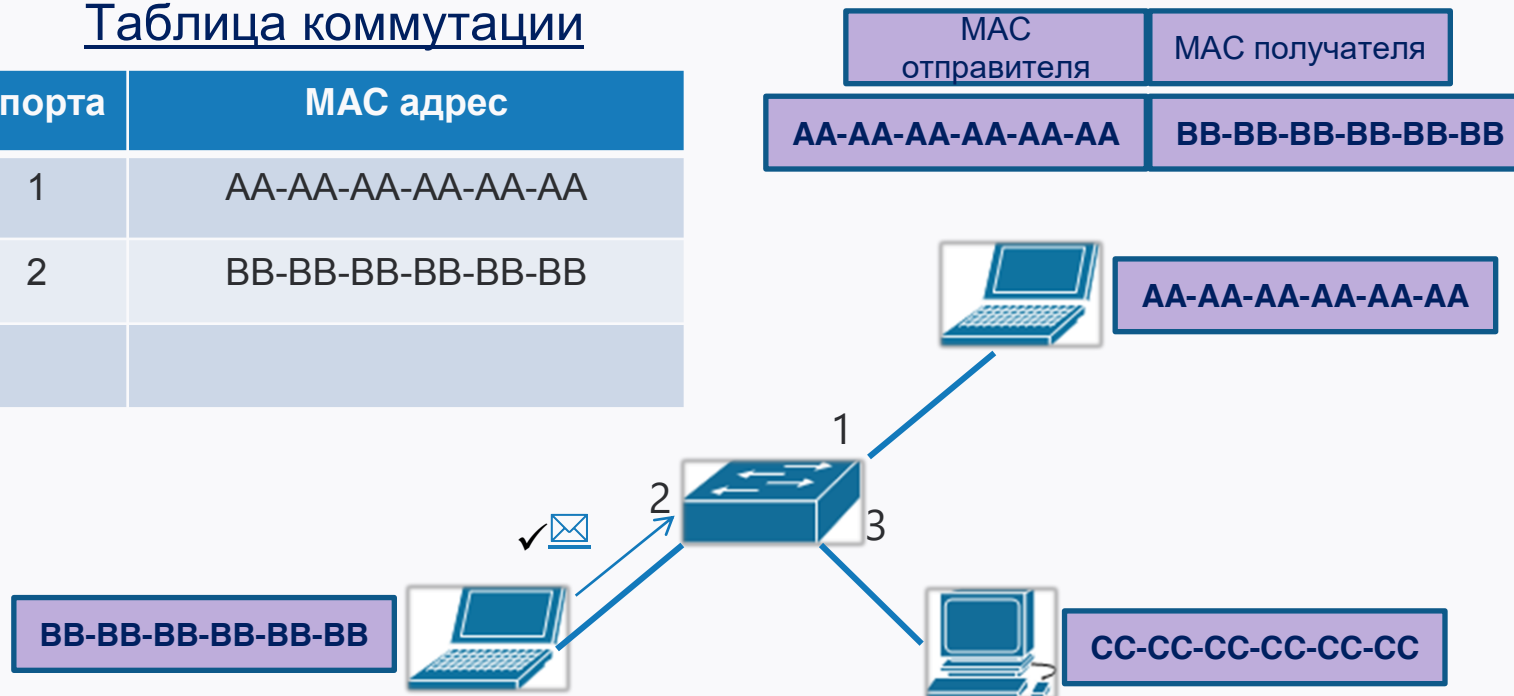 Таблица коммутации
порта
MAC адрес
1
AA-AA-AA-AA-AA-AA
2
BB-BB-BB-BB-BB-BB
MAC
отправителя
MAC получателя
AA-AA-AA-AA-AA-AA
BB-BB-BB-BB-BB-BB
AA-AA-AA-AA-AA-AA
1
2
3
BB-BB-BB-BB-BB-BB
CC-CC-CC-CC-CC-CC